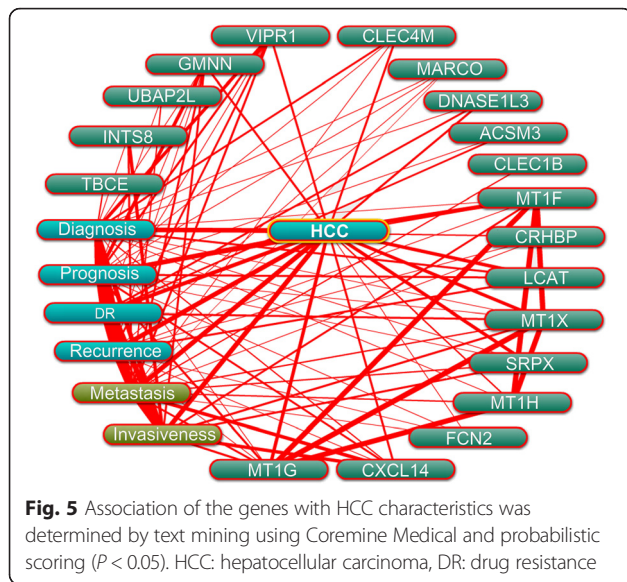 VIPR1
CLEC4M
GMNN
MARCO
UBAP2L
DNASE1L3
INTS8
ACSM3
TBCE
CLEC1B
Diagnosis
HCC
MT1F
Prognosis
CRHBP
DR
LCAT
Recurrence
MT1X
Metastasis
SRPX
Invasiveness
MT1H
MT1G
CXCL14
FCN2
Fig. 5 Association of the genes with HCC characteristics was
determined by text mining using Coremine Medical and probabilistic
scoring (P < 0.05). HCC: hepatocellular carcinoma, DR: drug resistance